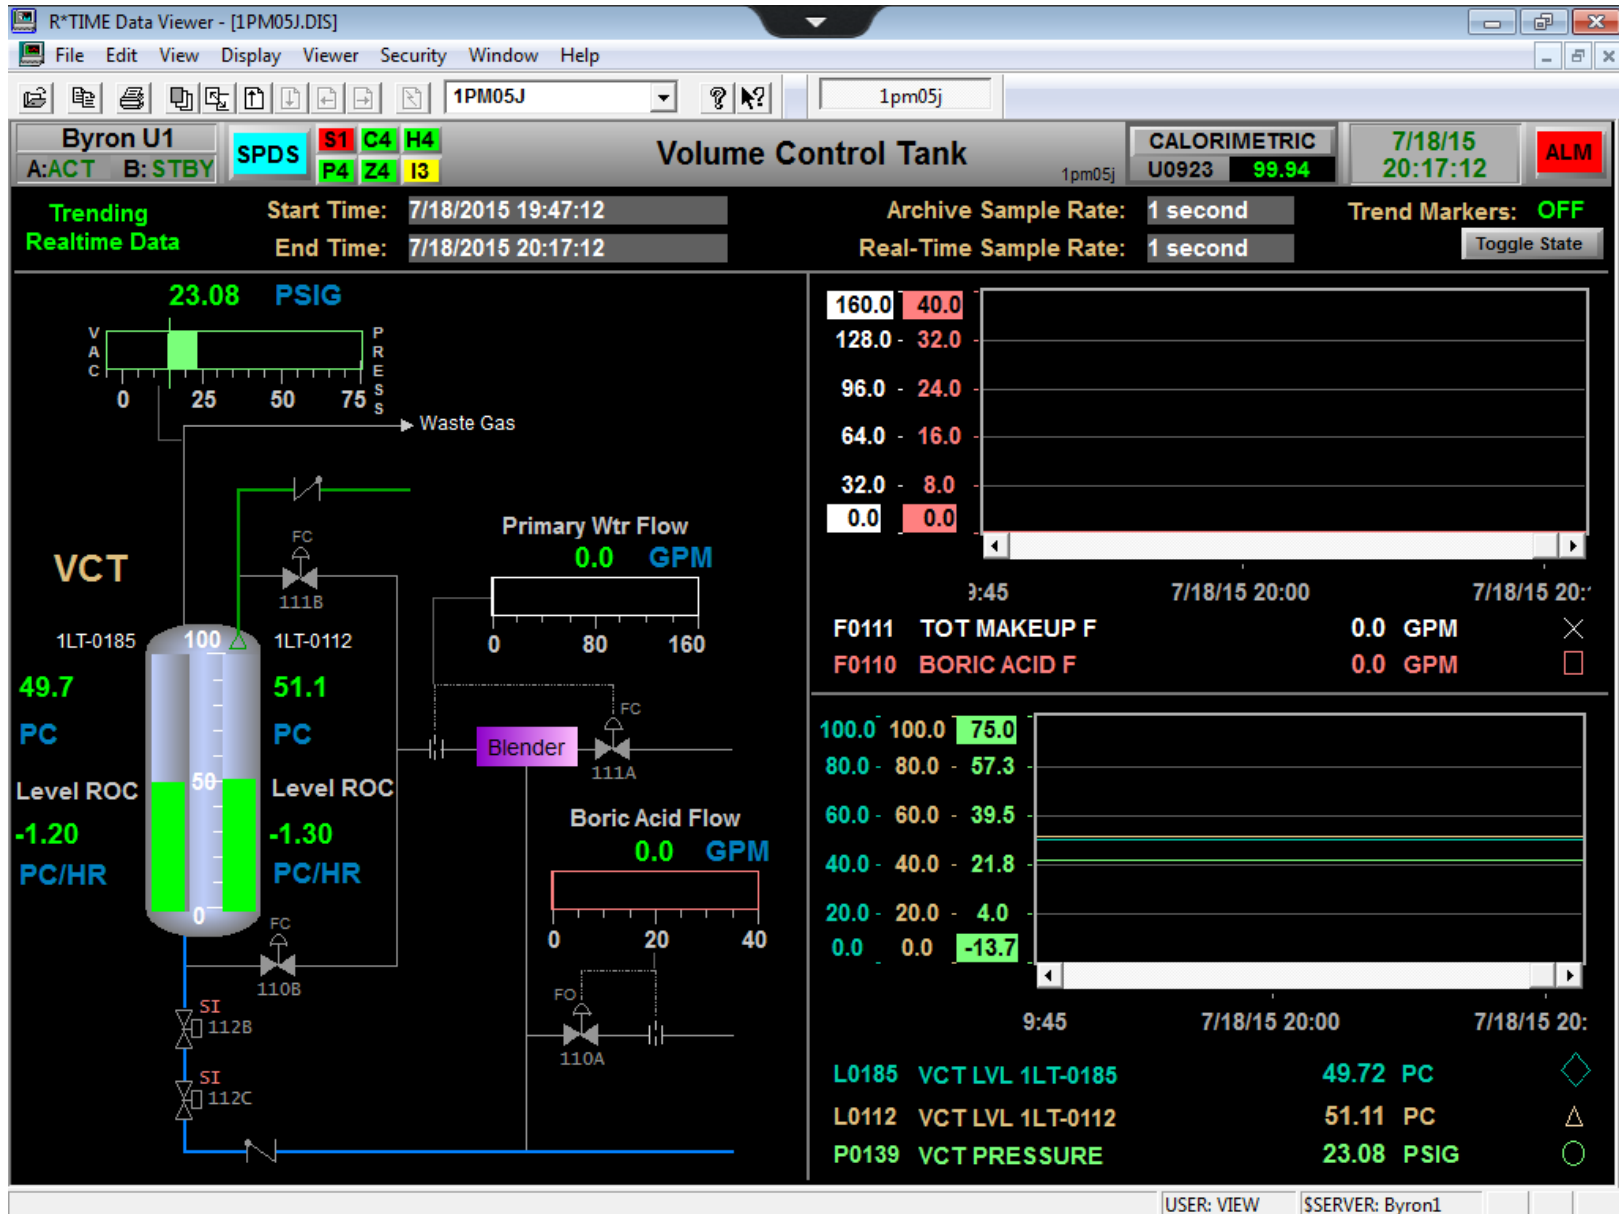 R*TIME Data Viewer - [1PM05J.DIS]
File Edit View Display Viewer Security Window Help
1PM05J
1pm05j
Byron U1
A:ACT B:STBY
SPDS
S1 C4 H4
P4 Z4 I3
Volume Control Tank
1pm05j
CALORIMETRIC
U0923 99.94
7/18/15
20:17:12
ALM
Trending
Realtime Data
Start Time: 7/18/2015 19:47:12
End Time: 7/18/2015 20:17:12
Archive Sample Rate: 1 second
Real-Time Sample Rate: 1 second
Trend Markers: OFF
Toggle State
23.08 PSIG
VAC
PRESS
0 25 50 75
Waste Gas
FC
111B
VCT
Primary Wtr Flow
0.0 GPM
0 80 160
1LT-0185
100
1LT-0112
49.7
PC
51.1
PC
50
Level ROC
-1.20
PC/HR
Level ROC
-1.30
PC/HR
0
FC
111A
Blender
Boric Acid Flow
0.0 GPM
0 20 40
FC
110B
FO
110A
SI
112B
SI
112C
160.0 40.0
128.0 - 32.0 -
96.0 - 24.0 -
64.0 - 16.0 -
32.0 - 8.0 -
0.0 0.0
9:45 7/18/15 20:00 7/18/15 20:
F0111 TOT MAKEUP F 0.0 GPM
F0110 BORIC ACID F 0.0 GPM
100.0 100.0 75.0
80.0 - 80.0 - 57.3
60.0 - 60.0 - 39.5
40.0 - 40.0 - 21.8
20.0 - 20.0 - 4.0
0.0 0.0 -13.7
9:45 7/18/15 20:00 7/18/15 20:
L0185 VCT LVL 1LT-0185 49.72 PC
L0112 VCT LVL 1LT-0112 51.11 PC
P0139 VCT PRESSURE 23.08 PSIG
USER: VIEW $SERVER: Byron1